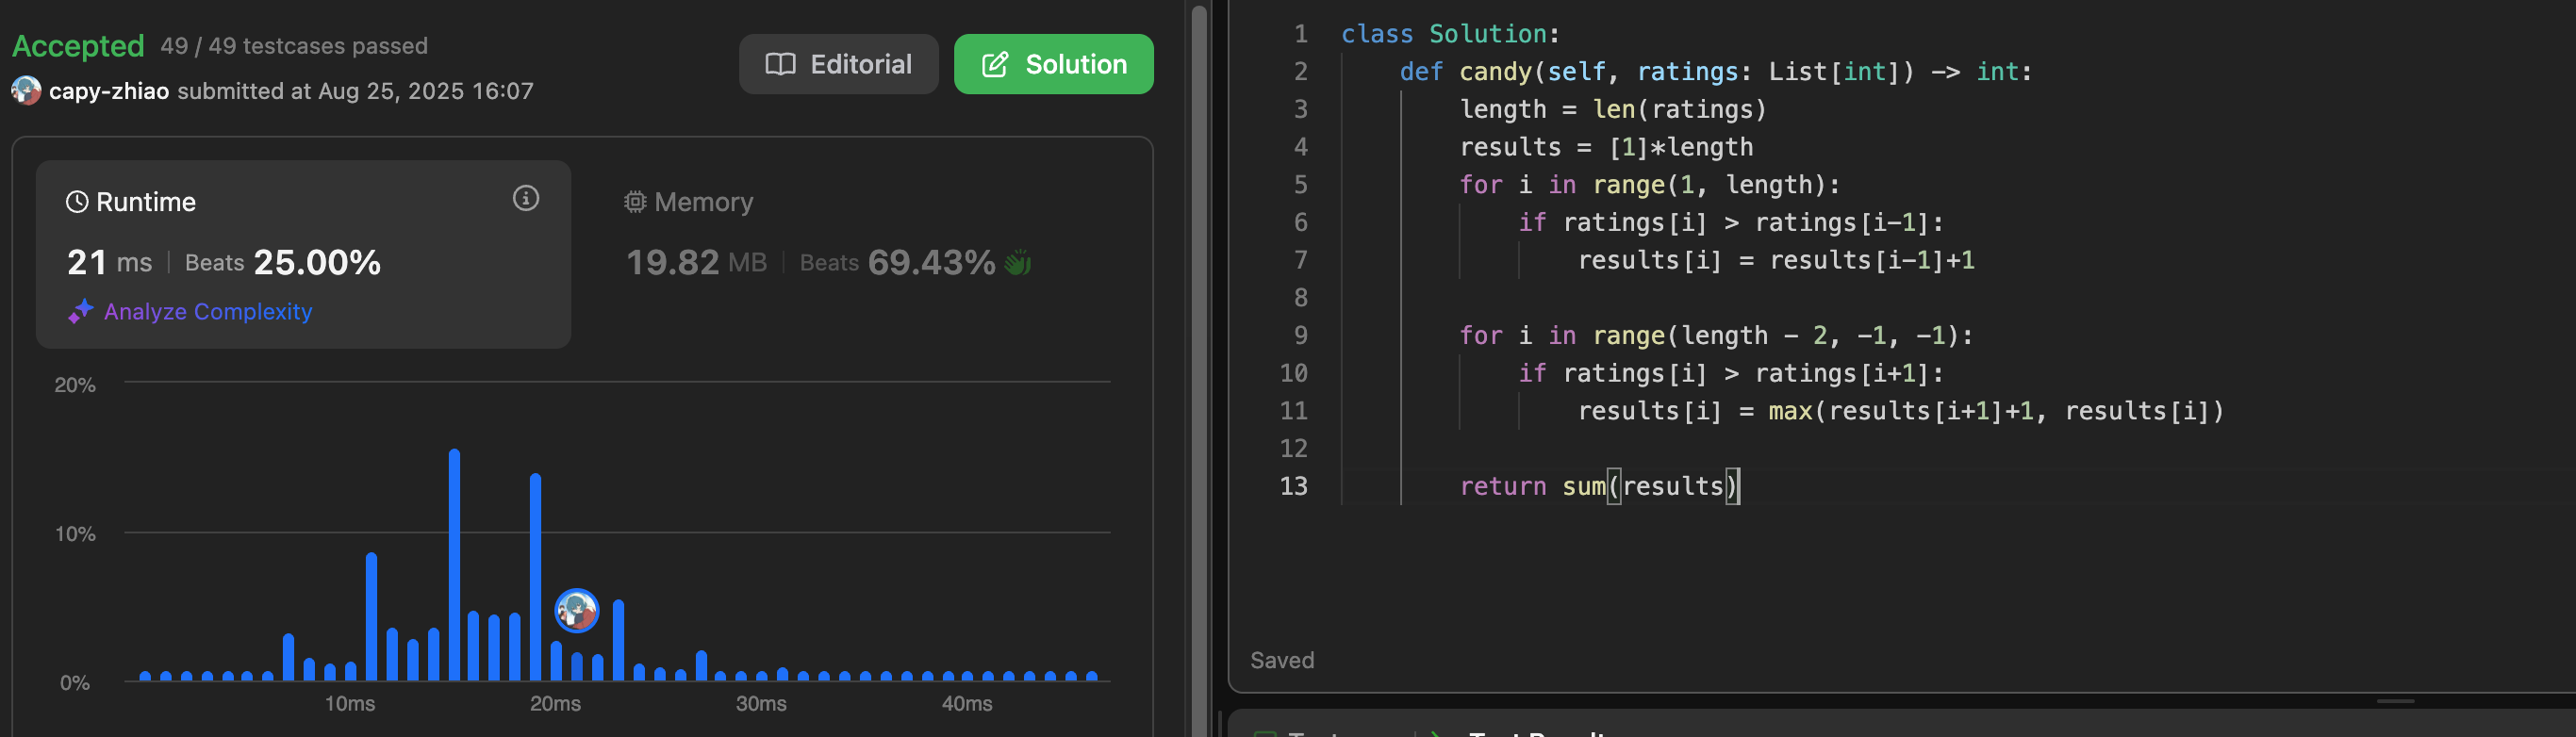 Accepted 49 / 49 testcases passed
capy-zhiao submitted at Aug 25, 2025 16:07
Editorial
Solution
Runtime
21 ms | Beats 25.00%
Analyze Complexity
Memory
19.82 MB | Beats 69.43%
20%
10%
0%
10ms 20ms 30ms 40ms
1 class Solution:
2     def candy(self, ratings: List[int]) -> int:
3         length = len(ratings)
4         results = [1]*length
5         for i in range(1, length):
6             if ratings[i] > ratings[i-1]:
7                 results[i] = results[i-1]+1
8
9         for i in range(length - 2, -1, -1):
10             if ratings[i] > ratings[i+1]:
11                 results[i] = max(results[i+1]+1, results[i])
12
13         return sum(results)
Saved